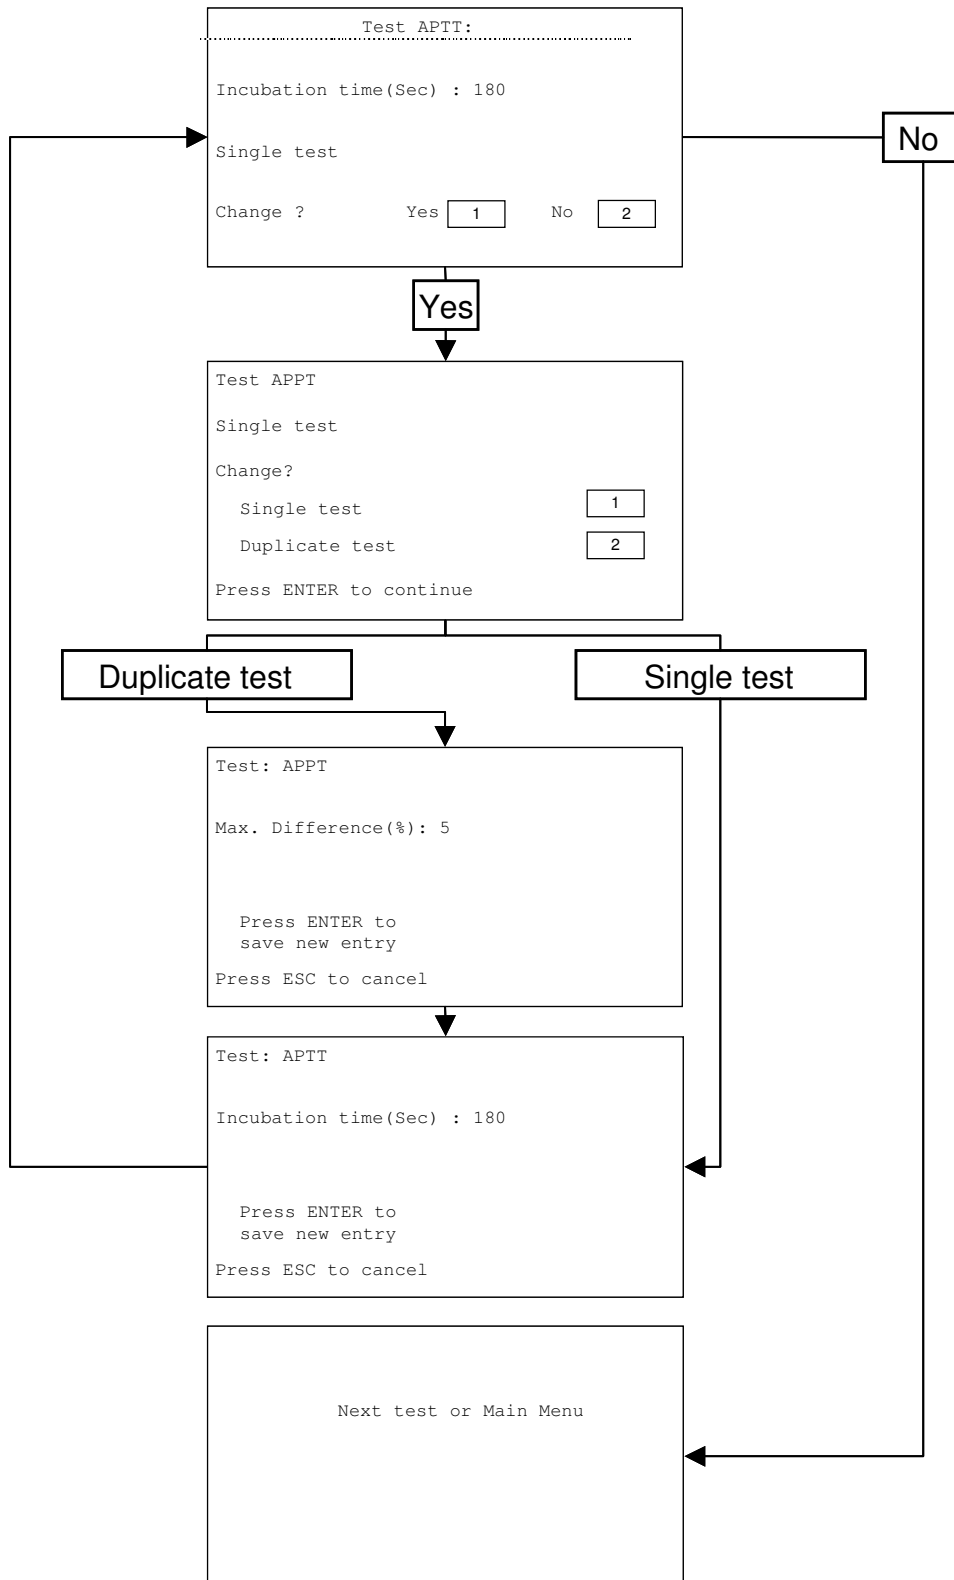 Test APTT:
Incubation time(Sec) : 180
No
Single test
Change ? Yes 1 No 2
Yes
Test APPT
Single test
Change?
Single test 1
Duplicate test 2
Press ENTER to continue
Duplicate test Single test
Test: APPT
Max. Difference(%): 5
Press ENTER to
save new entry
Press ESC to cancel
Test: APTT
Incubation time(Sec) : 180
Press ENTER to
save new entry
Press ESC to cancel
Next test or Main Menu